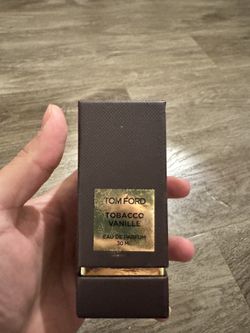 TOM FORD
TOBACCO
VANILLE
EAU DE PARFUM
30 ML